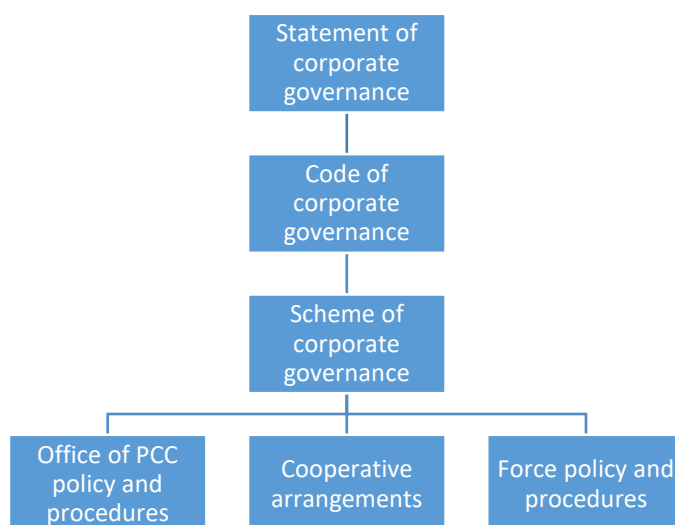 Statement of
corporate
governance
Code of
corporate
governance
Scheme of
corporate
governance
Office of PCC
policy and
procedures
Cooperative
arrangements
Force policy and
procedures